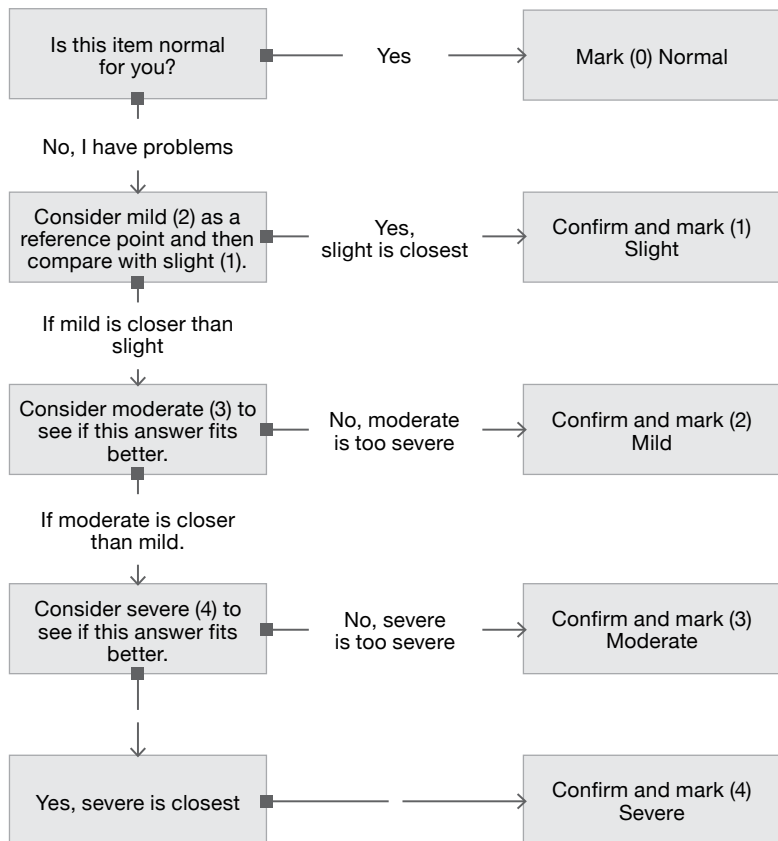 Is this item normal
for you?
Yes
Mark (0) Normal
No, I have problems
Consider mild (2) as a
reference point and then
compare with slight (1).
Yes,
slight is closest
Confirm and mark (1)
Slight
If mild is closer than
slight
Consider moderate (3) to
see if this answer fits
better.
No, moderate
is too severe
Confirm and mark (2)
Mild
If moderate is closer
than mild.
Consider severe (4) to
see if this answer fits
better.
No, severe
is too severe
Confirm and mark (3)
Moderate
Yes, severe is closest
Confirm and mark (4)
Severe